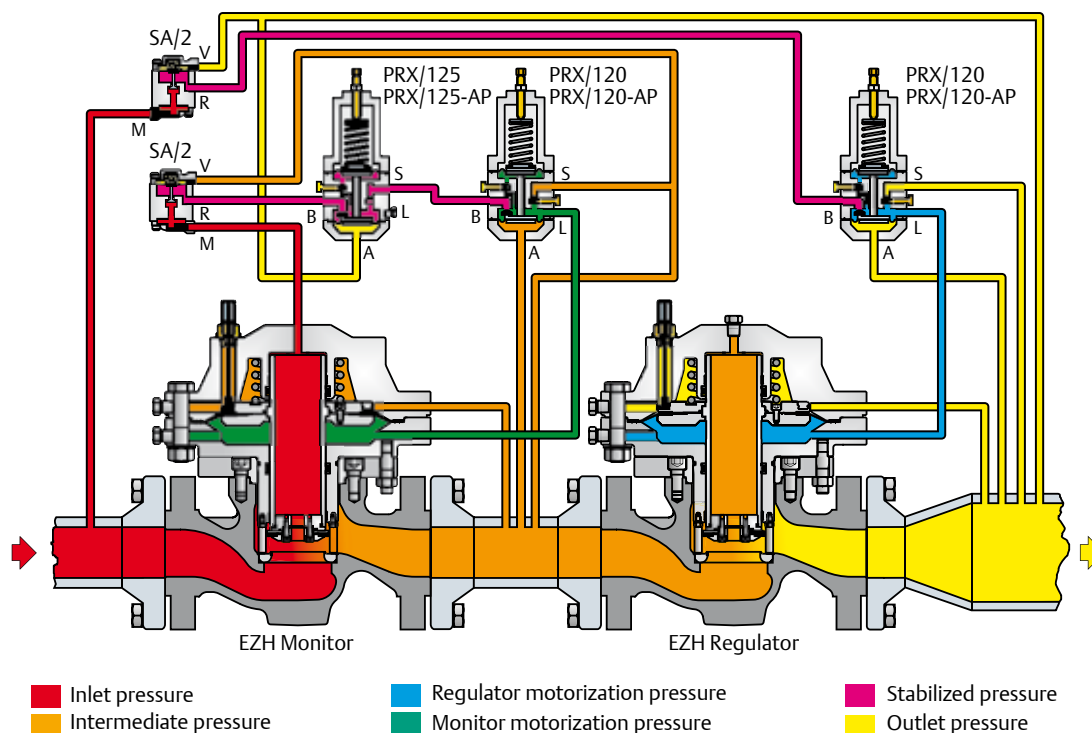 SA/2
V
R
M
PRX/125
PRX/125-AP
PRX/120
PRX/120-AP
PRX/120
PRX/120-AP
SA/2
V
R
M
S
B
L
A
S
B
L
A
S
B
L
A
EZH Monitor
EZH Regulator
Inlet pressure
Regulator motorization pressure
Stabilized pressure
Intermediate pressure
Monitor motorization pressure
Outlet pressure